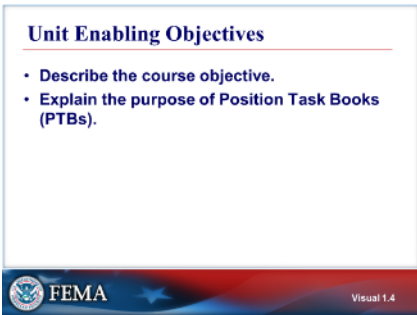 Unit Enabling Objectives
• Describe the course objective.
• Explain the purpose of Position Task Books
(PTBs).
FEMA
Visual 1.4